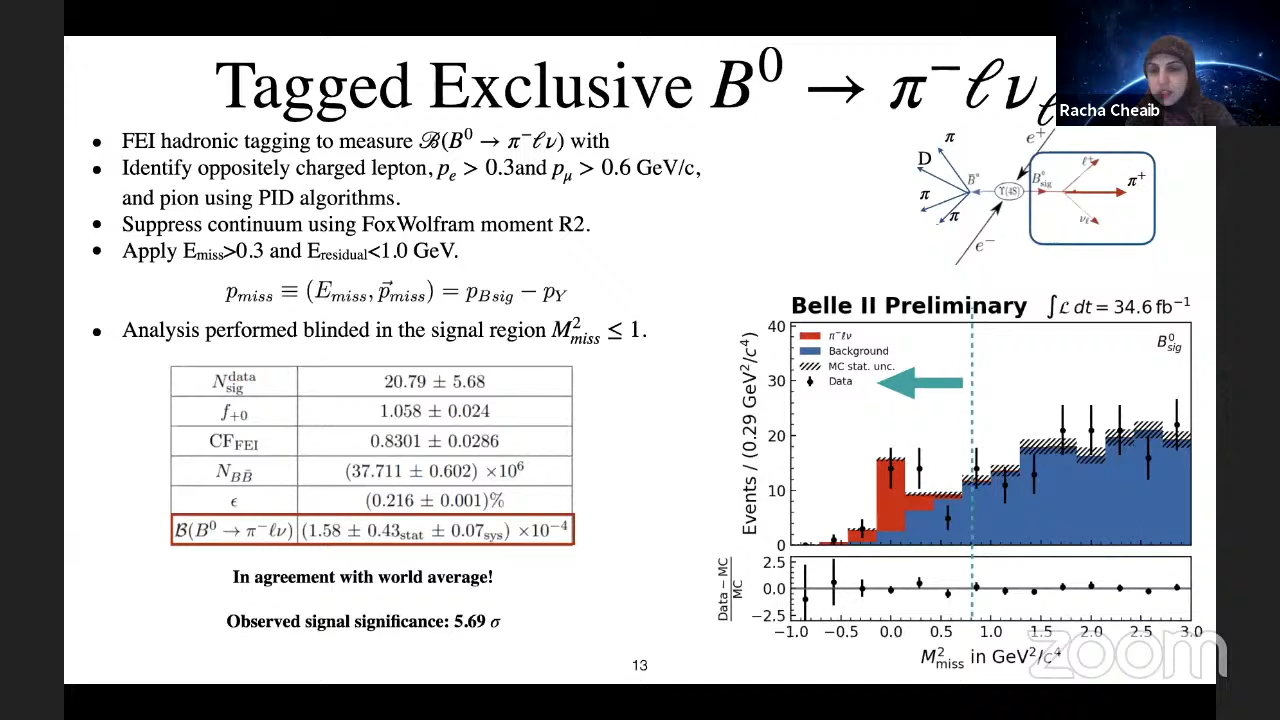 Tagged Exclusive B⁰ → π⁻ℓν_ℓ
Racha Cheaib
• FEI hadronic tagging to measure ℬ(B⁰ → π⁻ℓν) with
• Identify oppositely charged lepton, p_e > 0.3and p_μ > 0.6 GeV/c,
and pion using PID algorithms.
• Suppress continuum using FoxWolfram moment R2.
• Apply E_miss>0.3 and E_residual<1.0 GeV.
p_miss ≡ (E_miss, p⃗_miss) = p_Bsig − p_Y
• Analysis performed blinded in the signal region M²_miss ≤ 1.
N_sig^data 20.79 ± 5.68
f₊₀ 1.058 ± 0.024
CF_FEI 0.8301 ± 0.0286
N_BB̄ (37.711 ± 0.602) ×10⁶
ϵ (0.216 ± 0.001)%
ℬ(B⁰ → π⁻ℓν) (1.58 ± 0.43_stat ± 0.07_sys) ×10⁻⁴
In agreement with world average!
Observed signal significance: 5.69 σ
13
e⁺
π
D
π
π
B̄⁰
Υ(4S)
B⁰_sig
ℓ⁺
π⁺
ν_ℓ
e⁻
Belle II Preliminary ∫ℒ dt = 34.6 fb⁻¹
π⁻ℓν
Background
MC stat. unc.
Data
B⁰_sig
Events / (0.29 GeV²/c⁴)
40
30
20
10
0
Data − MC
MC
2.5
0.0
−2.5
−1.0 −0.5 0.0 0.5 1.0 1.5 2.0 2.5 3.0
M²_miss in GeV²/c⁴
zoom